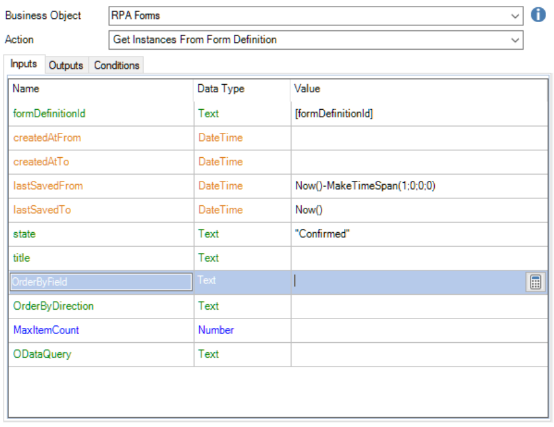 Business Object RPA Forms
Action Get Instances From Form Definition
Inputs Outputs Conditions
Name Data Type Value
formDefinitionId Text [formDefinitionId]
createdAtFrom DateTime
createdAtTo DateTime
lastSavedFrom DateTime Now()-MakeTimeSpan(1;0;0;0)
lastSavedTo DateTime Now()
state Text "Confirmed"
title Text
OrderByField Text
OrderByDirection Text
MaxItemCount Number
ODataQuery Text